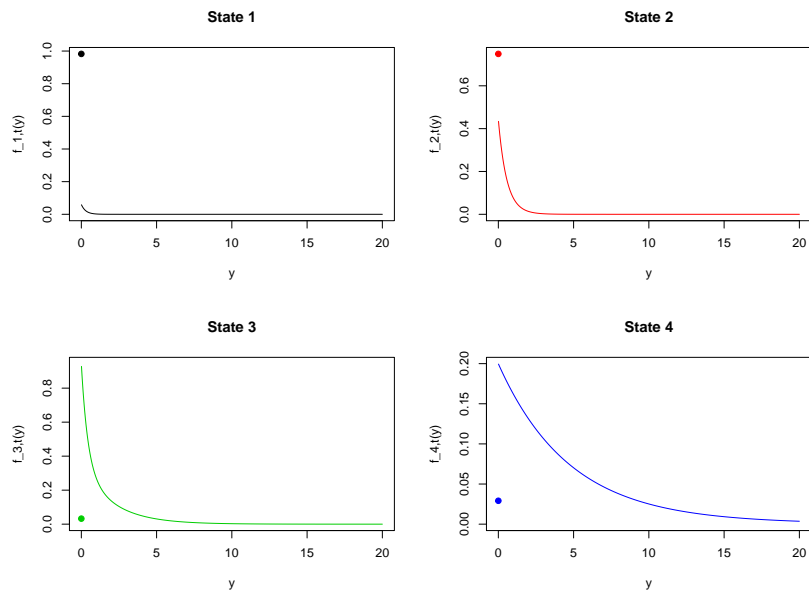 State 1
f_1,t(y)
0.0 0.2 0.4 0.6 0.8 1.0
0 5 10 15 20
y
State 2
f_2,t(y)
0.0 0.2 0.4 0.6
0 5 10 15 20
y
State 3
f_3,t(y)
0.0 0.2 0.4 0.6 0.8
0 5 10 15 20
y
State 4
f_4,t(y)
0.00 0.05 0.10 0.15 0.20
0 5 10 15 20
y